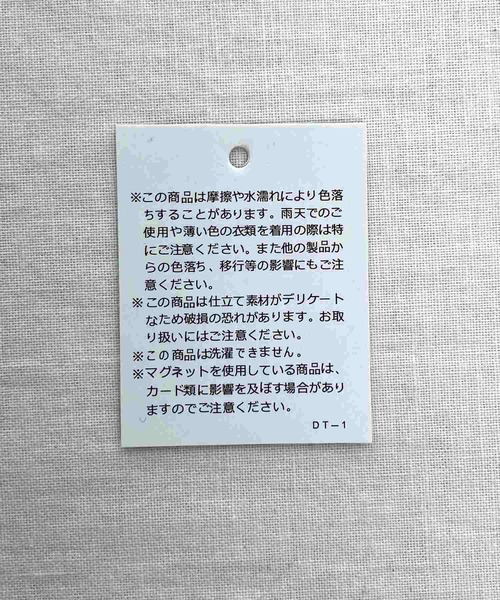 ※この商品は摩擦や水濡れにより色落
ちすることがあります。雨天でのご
使用や薄い色の衣類を着用の際は特
にご注意ください。また他の製品か
らの色落ち、移行等の影響にもご注
意ください。
※この商品は仕立て素材がデリケート
なため破損の恐れがあります。お取
り扱いにはご注意ください。
※この商品は洗濯できません。
※マグネットを使用している商品は、
カード類に影響を及ぼす場合があり
ますのでご注意ください。
DT－1